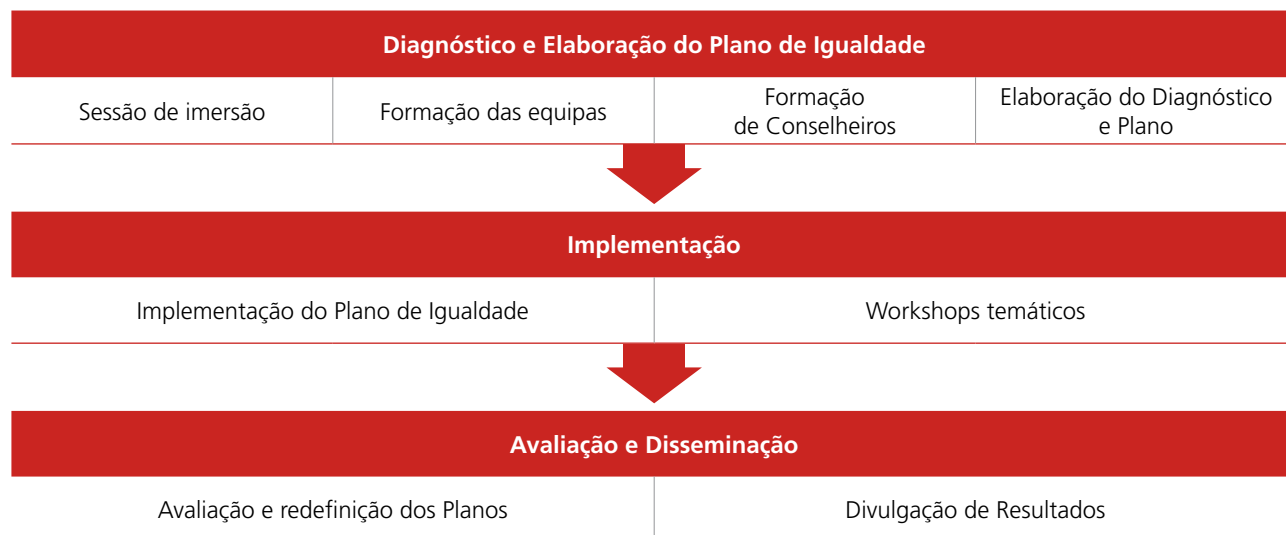 Diagnóstico e Elaboração do Plano de Igualdade
Sessão de imersão
Formação das equipas
Formação
de Conselheiros
Elaboração do Diagnóstico
e Plano
Implementação
Implementação do Plano de Igualdade
Workshops temáticos
Avaliação e Disseminação
Avaliação e redefinição dos Planos
Divulgação de Resultados